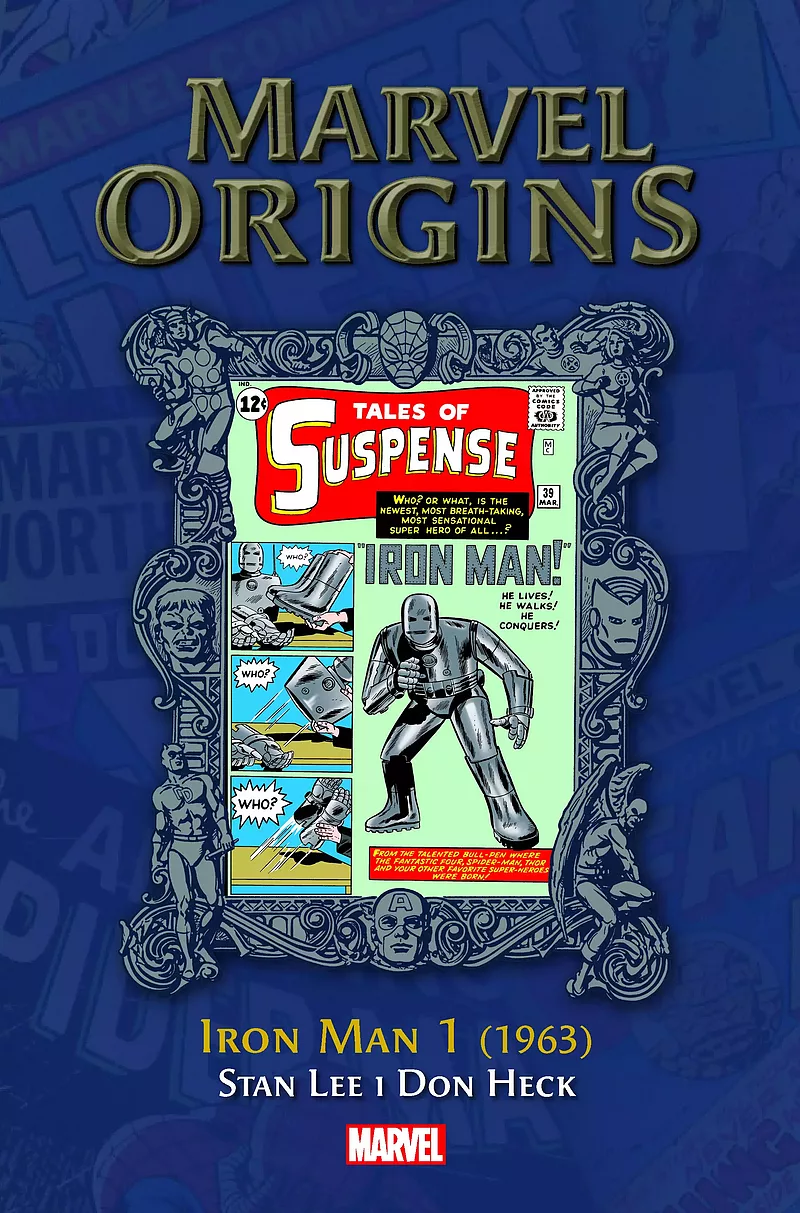 MARVEL
ORIGINS
IND.
12¢
TALES OF
SUSPENSE
APPROVED
BY THE
COMICS
CODE
AUTHORITY
M
C
39
MAR.
WHO? OR WHAT, IS THE
NEWEST, MOST BREATH-TAKING,
MOST SENSATIONAL
SUPER HERO OF ALL...?
"IRON MAN!"
HE LIVES!
HE WALKS!
HE
CONQUERS!
WHO?
WHO?
WHO?
FROM THE TALENTED BULL-PEN WHERE
THE FANTASTIC FOUR, SPIDER-MAN, THOR
AND YOUR OTHER FAVORITE SUPER-HEROES
WERE BORN!
IRON MAN 1 (1963)
STAN LEE I DON HECK
MARVEL